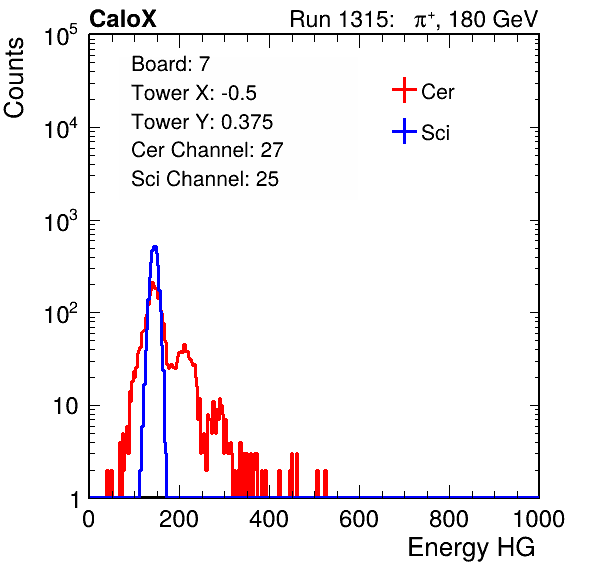 CaloX Run 1315: π⁺, 180 GeV
Board: 7
Tower X: -0.5
Tower Y: 0.375
Cer Channel: 27
Sci Channel: 25
Cer
Sci
Counts
10⁵
10⁴
10³
10²
10
1
0 200 400 600 800 1000
Energy HG